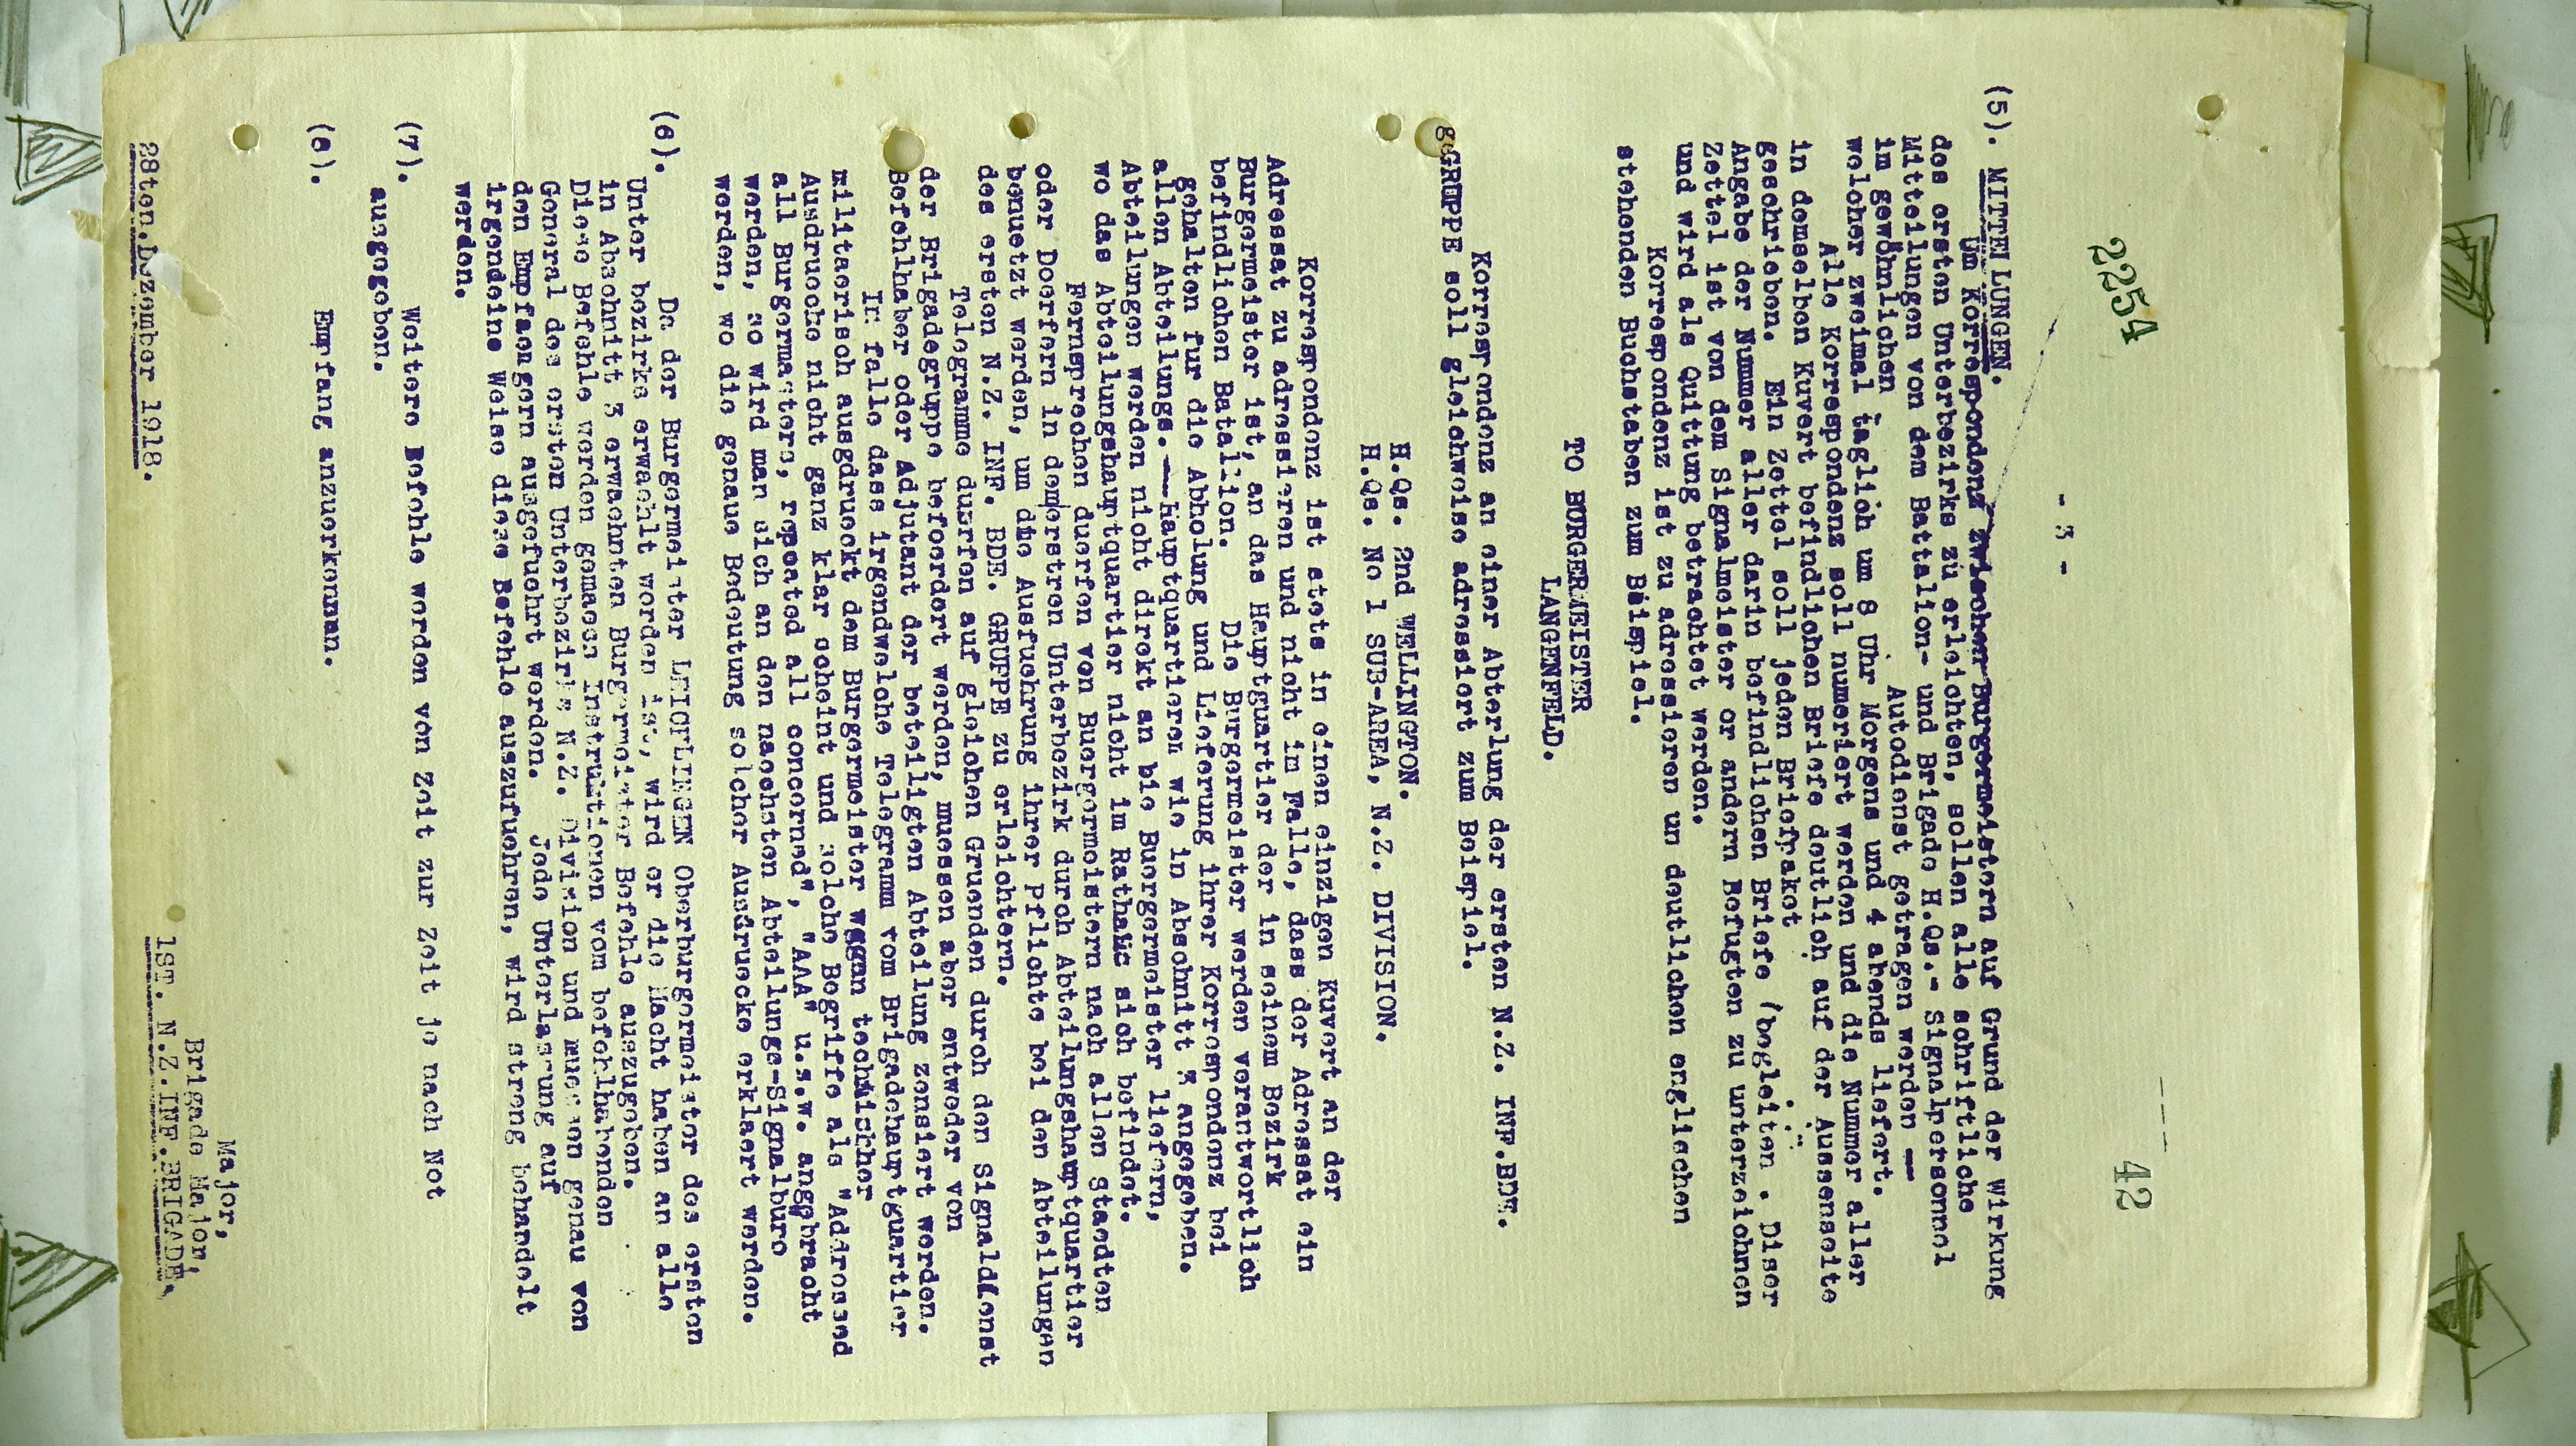 2254
42
- 3 -
(5). MITTEILUNGEN.
Um Korrespondenz zwischen Burgermeistern auf Grund der wirkung
des ersten Unterbezirks zu erleichten, sollen alle schriftliche
Mitteilungen von dem Battalion- und Brigade H.Qs.- Signalpersonnel
im gewöhnlichen Autodienst getragen werden —
welcher zweimal taglich um 8 Uhr Morgens und 4 abends liefert.
Alle Korrespondenz soll numeriert werden und die Nummer aller
in demselben Kuvert befindlichen Briefe deutlich auf der Aussenseite
geschrieben. Ein Zettel soll jeden Briefpaket
Angabe der Nummer aller darin befindlichen Briefe (begleiten . Diser
Zettel ist von dem Signalmeister or andern Befugten zu unterzeichnen
und wird als Quittung betrachtet werden.
Korrespondenz ist zu adressieren un deutlichen englischen
stehenden Buchstaben zum Beispiel.
TO BURGERMEISTER
LANGENFELD.
Korrespondenz an einer Abterlung der ersten N.Z. INF.BDE.
geGRUPPE soll gleichweise adressiert zum Beispiel.
H.Qs. 2nd WELLINGTON.
H.Qs. No 1 SUB-AREA, N.Z. DIVISION.
Korrespondenz ist stets in einen einzigen Kuvert an der
Adressat zu adressieren und nicht im Falle, dass der Adressat ein
Burgermeister ist, an das Hauptguartier der in seinem Bezirk
befindlichen Batallion. Die Burgermeister werden verantwortlich
gehalten fur die Abholung und Lieferung ihrer Korrespondenz bei
allen Abteilungs.—hauptquartieren wie in Abschnitt 3 angegeben.
Abteilungen werden nicht direkt an bie Buergermeister liefern,
wo das Abteilungshauptquartier nicht im Rathaus sich befindet.
Fernsprechen duerfen von Buergermeistern nach allen Staedten
oder Doerfern in demerstren Unterbezirk durch Abteilungshauptquartier
benuetzt werden, um die Ausfuehrung ihrer Pflichte bei den Abteilungen
des ersten N.Z. INF. BDE. GRUPPE zu erleichtern.
Telegramme durfen auf gleichen Gruenden durch den Signaldienst
der Brigadegruppe befoerdert werden, muessen aber entweder von
Befehlhaber oder Adjutant der beteiligten Abteilung zensiert werden.
In falle dass irgendwelche Telegramm vom Brigadehauptguartier
militaerisch ausgdrueckt dem Burgermeister wegan technischer
Ausdruecke nicht ganz klar scheint und solche Begriffe als "Addressed
all Burgermasters, repeated all concerned", "AAA" u.s.w. angebracht
werden, so wird man sich an den naechsten Abteilungs-Signalburo
werden, wo die genaue Bedeutung solcher Ausdruecke erklaert werden.
(6). Da der Burgermeister LEICHLINGEN Oberburgermeister des ersten
Unter bezirke erwaehlt worden ist, wird er die Macht haben an alle
in Abschnitt 3 erwaehnten Burgermeister Befehle auszugeben.
Diese Befehle werden gemaess Instruktionen vom befehlhabenden
General des ersten Unterbezirks N.Z. Division und muessen genau von
den Empfaengern ausgefuehrt werden. Jede Unterlassung auf
irgendeine Weise diese Befehle auszufuehren, wird streng behandelt
werden.
(7). Weitere Befehle werden von Zeit zur Zeit je nach Not
ausgegeben.
(8). Empfang anzuerkennan.
Major,
Brigade Major,
28ten.Dezember 1918. 1ST. N.Z.INF.BRIGADE.